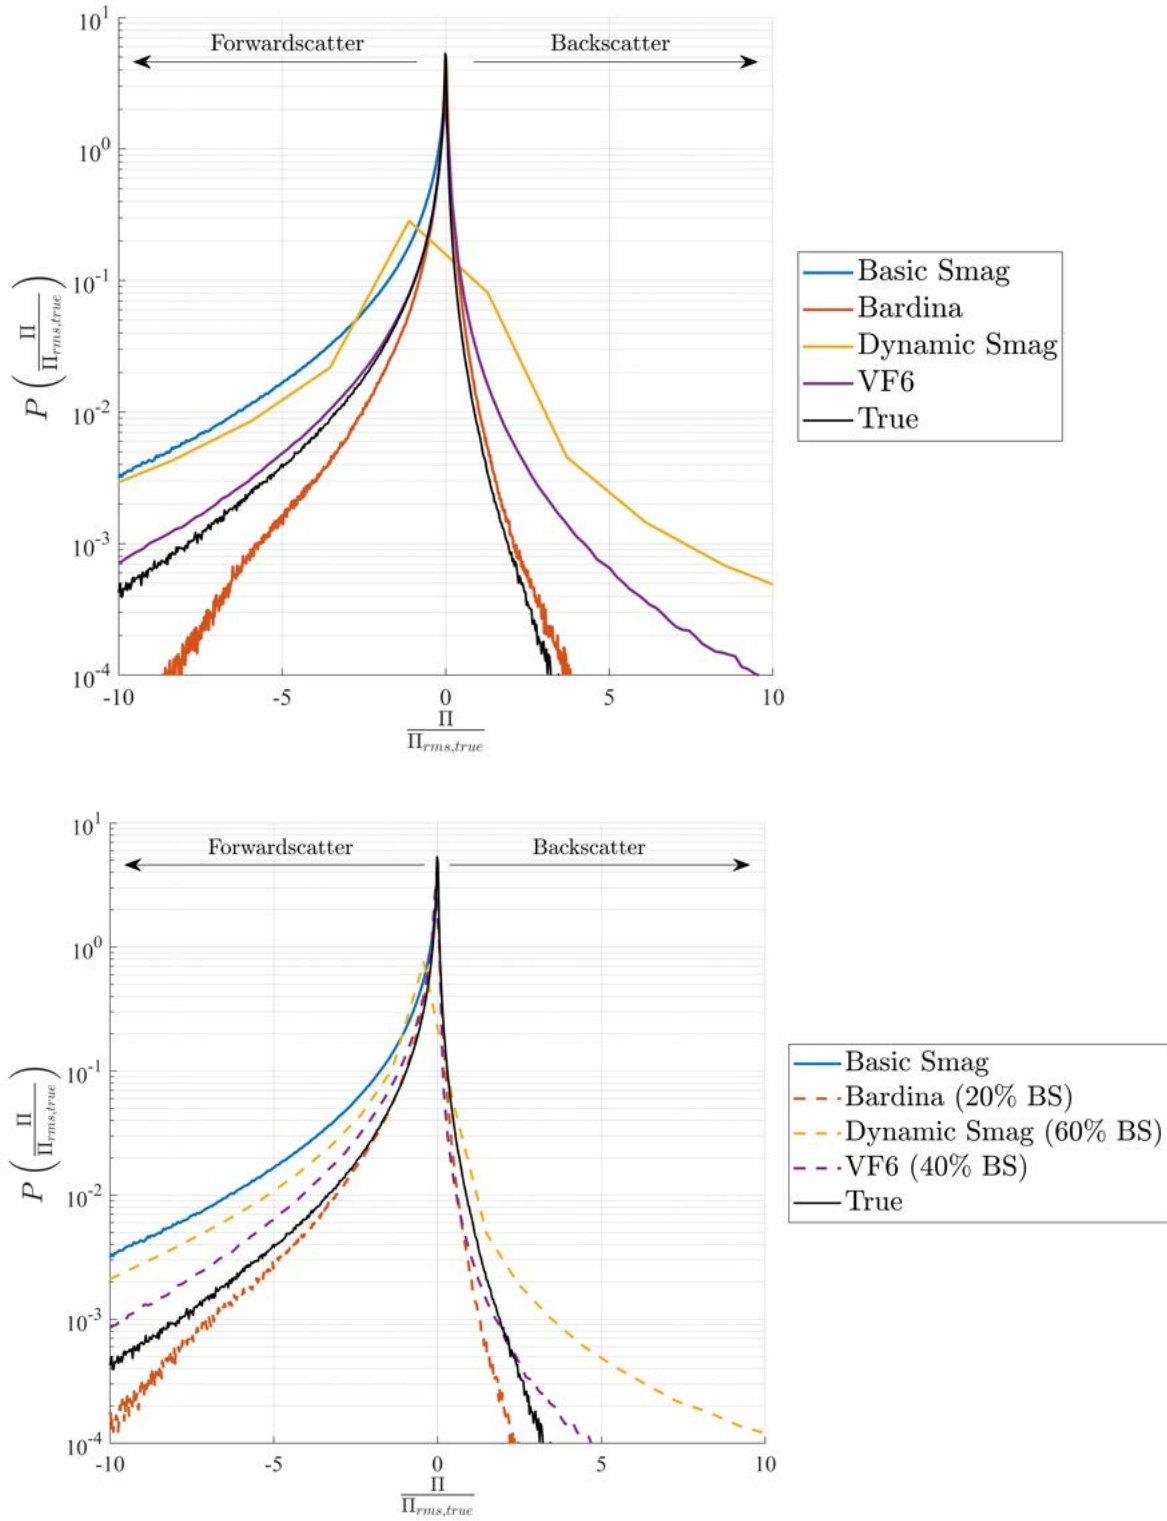 10^1
Forwardscatter Backscatter
10^0
10^-1
10^-2
10^-3
10^-4
P (Π/Π_rms,true)
-10 -5 0 5 10
Π/Π_rms,true
Basic Smag
Bardina
Dynamic Smag
VF6
True
10^1
Forwardscatter Backscatter
10^0
10^-1
10^-2
10^-3
10^-4
P (Π/Π_rms,true)
-10 -5 0 5 10
Π/Π_rms,true
Basic Smag
Bardina (20% BS)
Dynamic Smag (60% BS)
VF6 (40% BS)
True